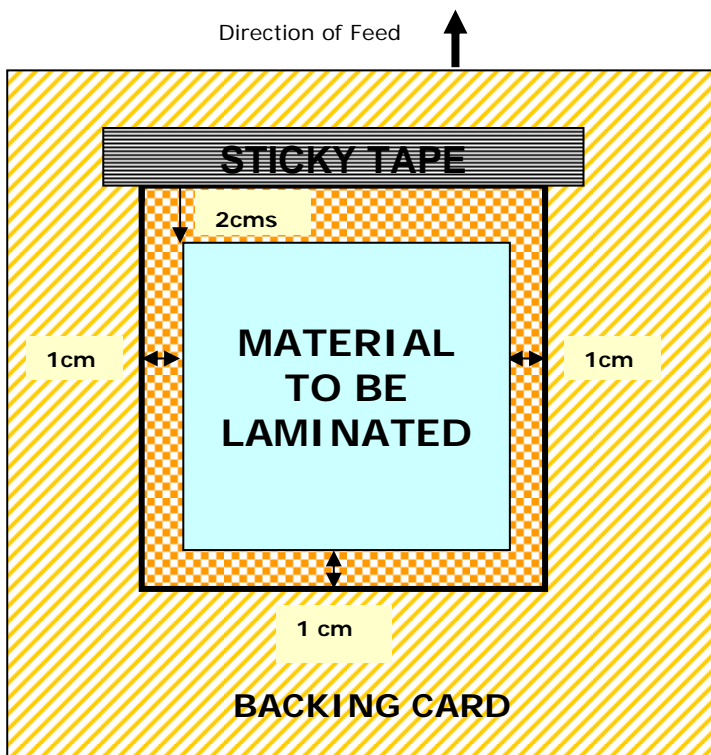 Direction of Feed
STICKY TAPE
2cms
1cm
MATERIAL
TO BE
LAMINATED
1cm
1 cm
BACKING CARD